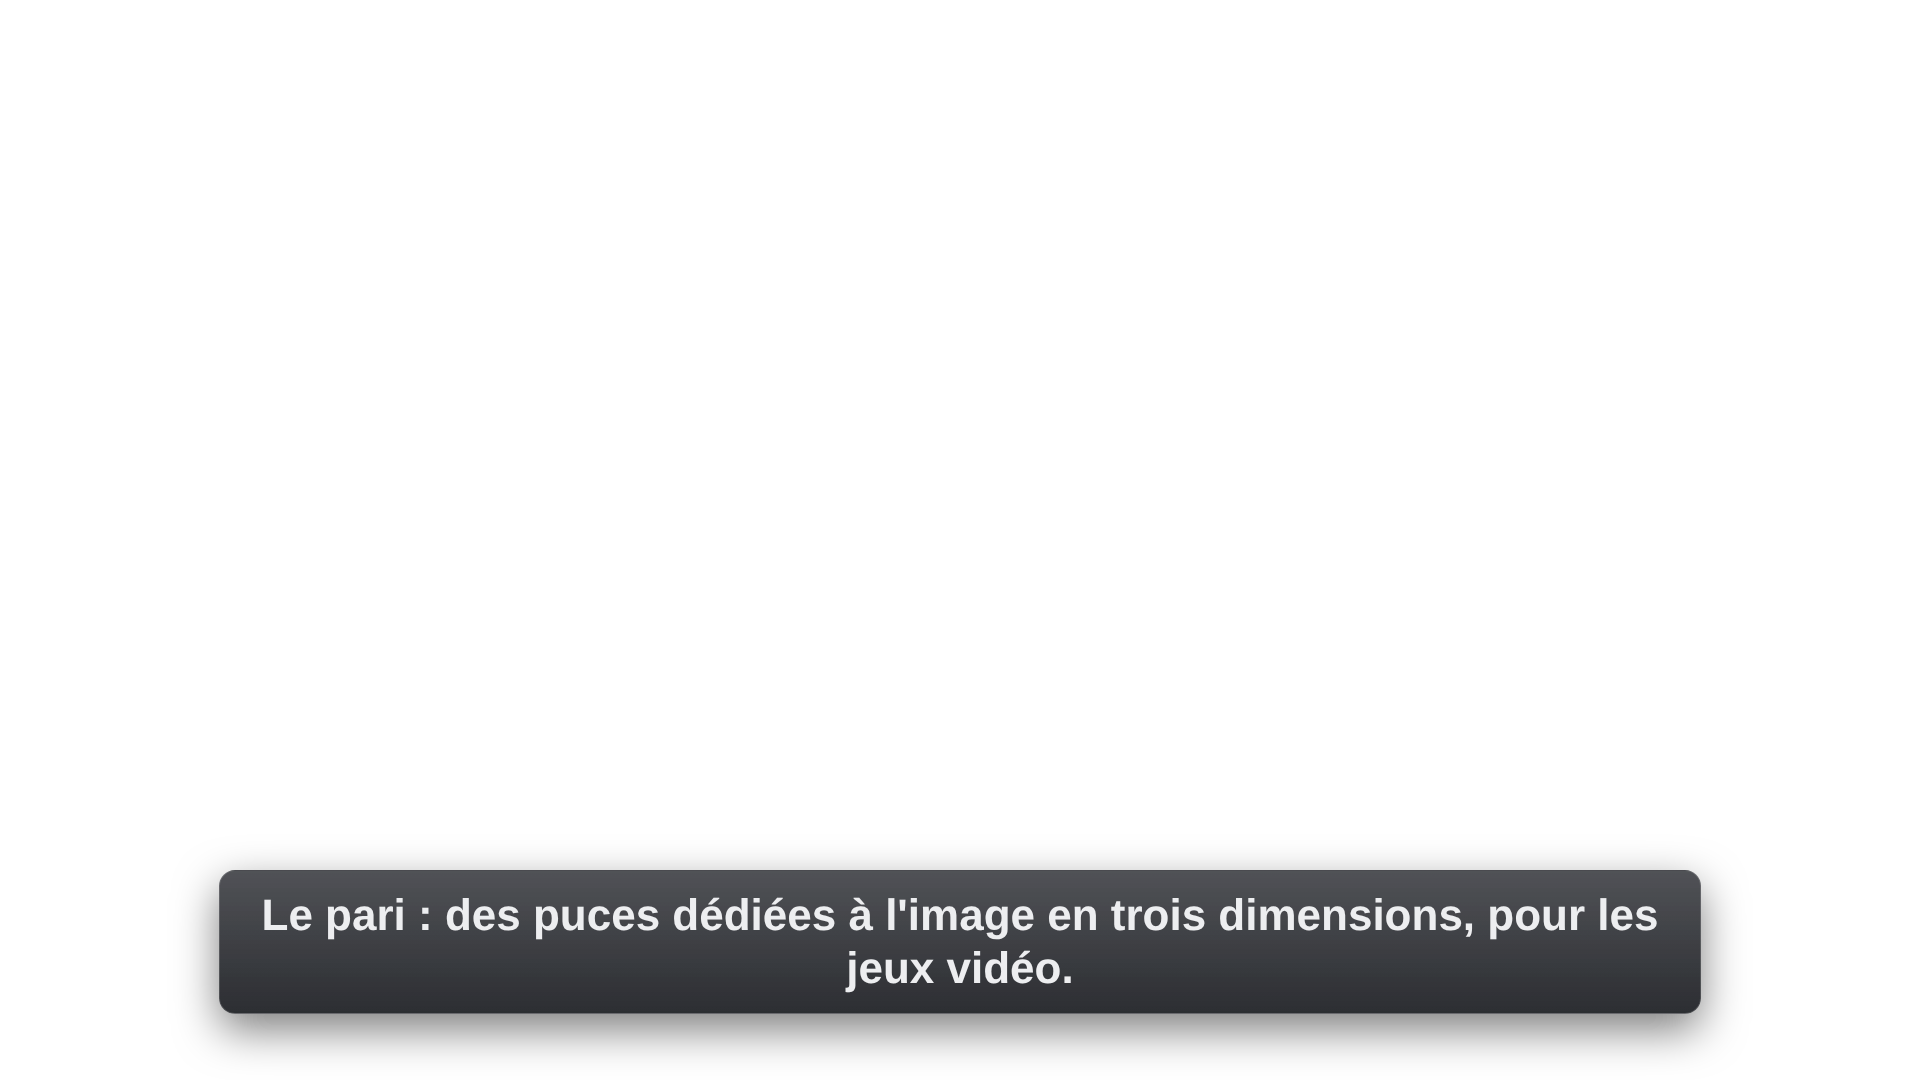 Le pari : des puces dédiées à l'image en trois dimensions, pour les
jeux vidéo.